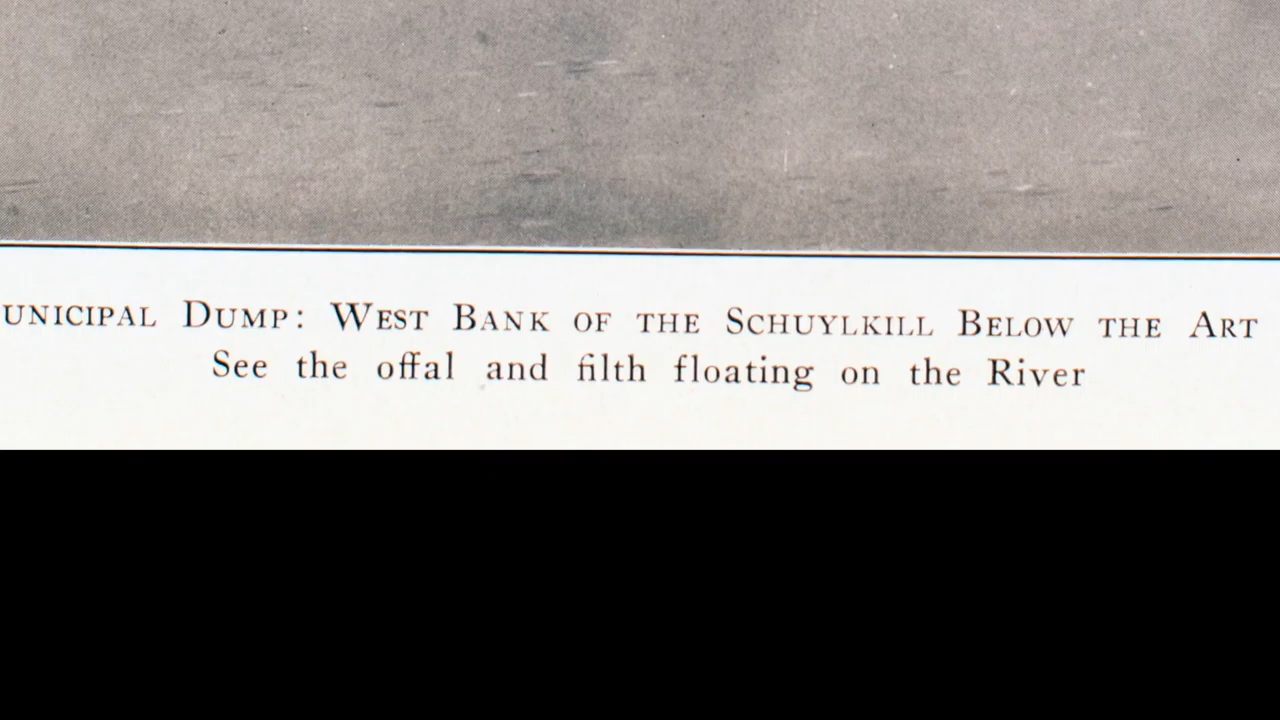 UNICIPAL DUMP: WEST BANK OF THE SCHUYLKILL BELOW THE ART
See the offal and filth floating on the River